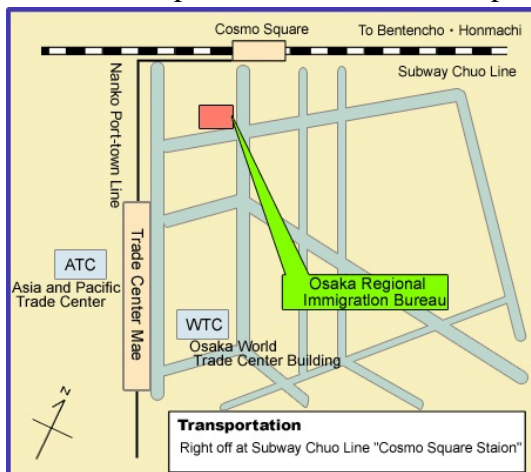 Cosmo Square
To Bentencho・Honmachi
Subway Chuo Line
Nanko Port-town Line
Trade Center Mae
ATC
Asia and Pacific
Trade Center
Osaka Regional
Immigration Bureau
WTC
Osaka World
Trade Center Building
N
Transportation
Right off at Subway Chuo Line "Cosmo Square Staion"